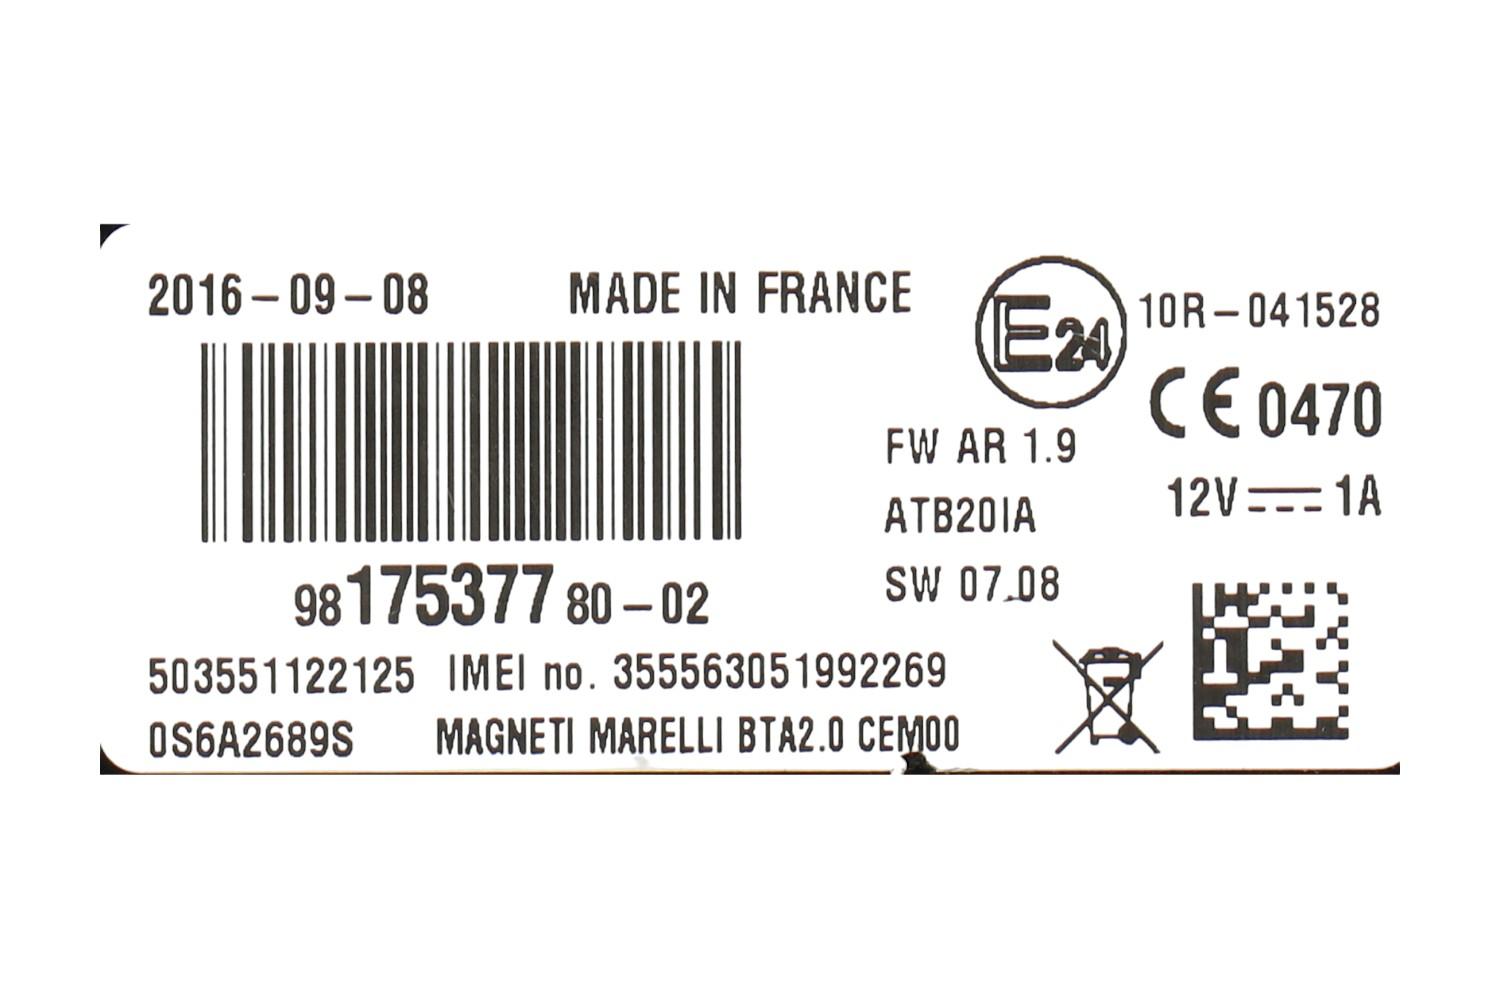 2016-09-08 MADE IN FRANCE
E24 10R-041528
CE 0470
FW AR 1.9
12V 1A
ATB20IA
SW 07.08
9817537780-02
503551122125 IMEI no. 355563051992269
0S6A2689S MAGNETI MARELLI BTA2.0 CEM00